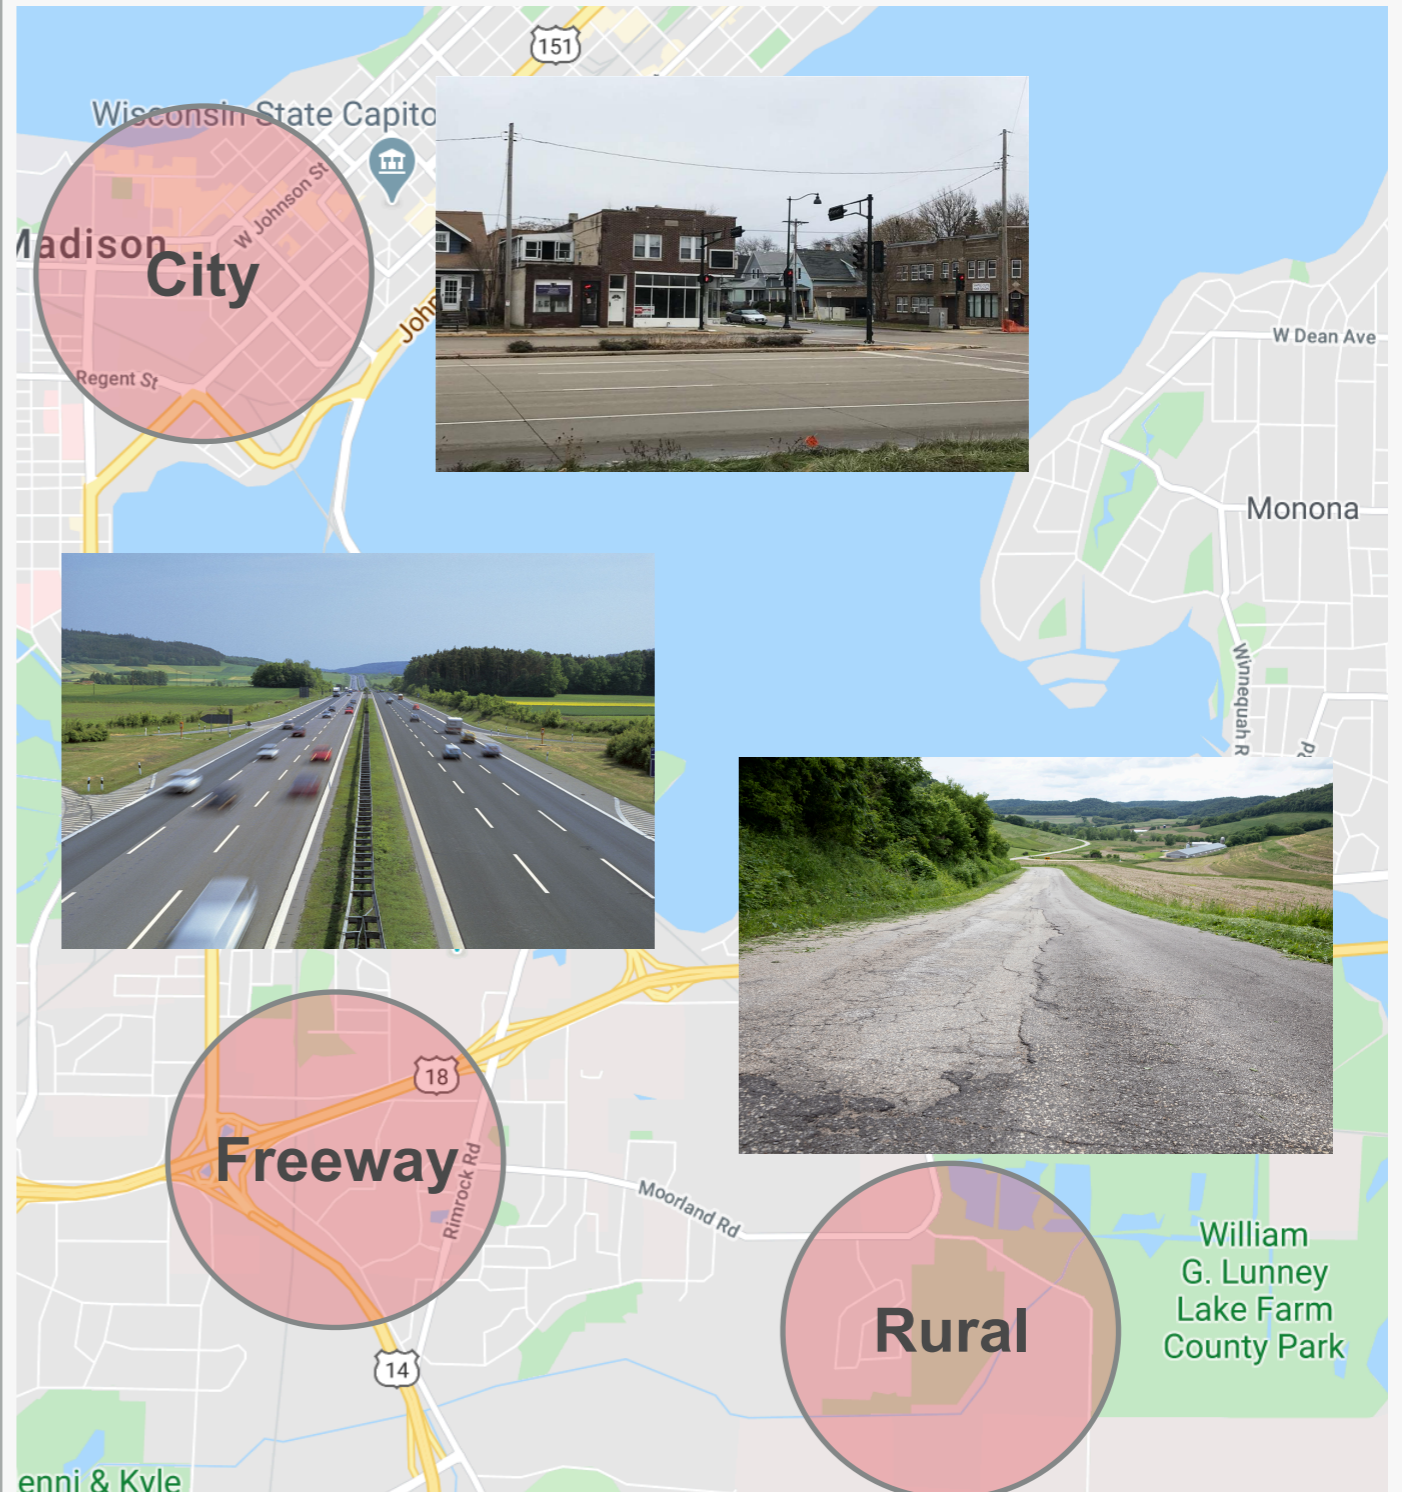 151
Wisconsin State Capito
W Johnson St
Madison
City
John
Regent St
W Dean Ave
Monona
Winnequah R
18
Freeway
Rimrock Rd
Moorland Rd
William
G. Lunney
Lake Farm
County Park
Rural
14
enni & Kyle